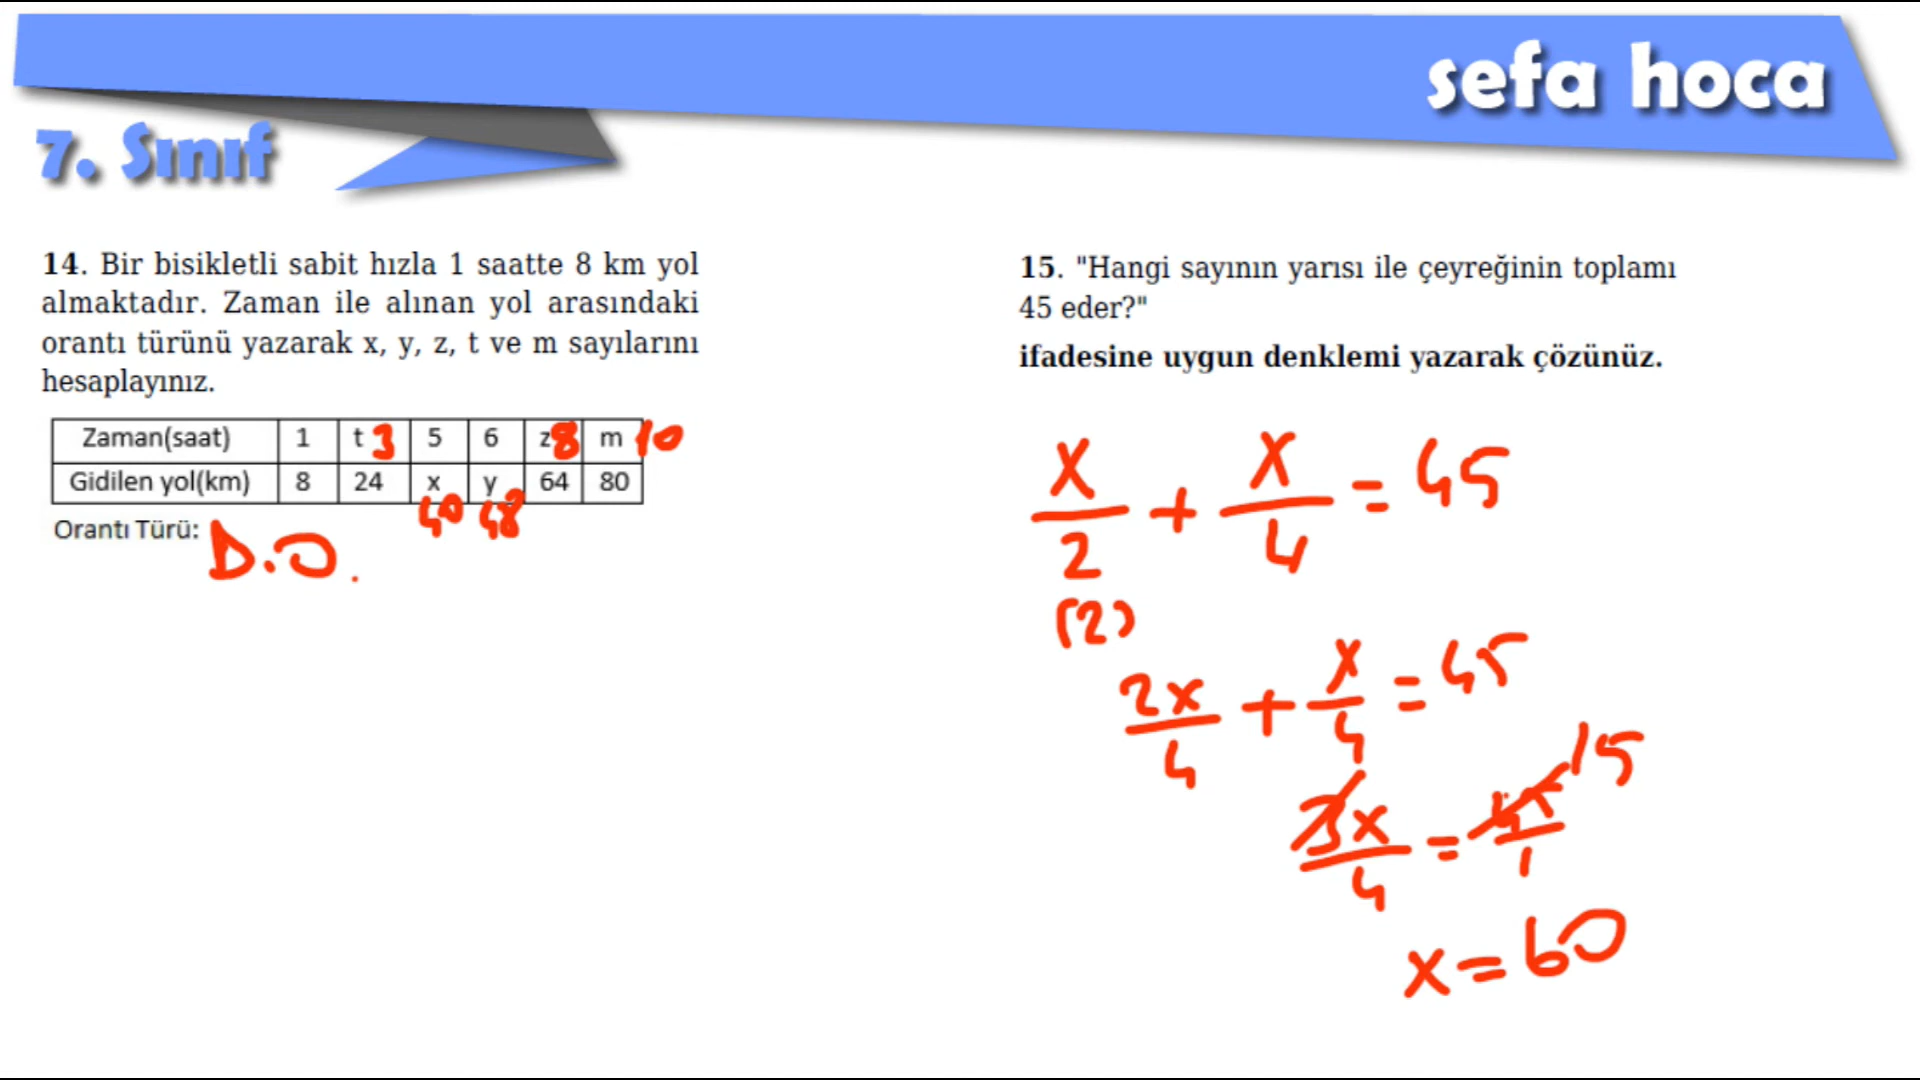 sefa hoca
7. Sınıf
14. Bir bisikletli sabit hızla 1 saatte 8 km yol
almaktadır. Zaman ile alınan yol arasındaki
orantı türünü yazarak x, y, z, t ve m sayılarını
hesaplayınız.
Zaman(saat) 1 t 3 5 6 z 8 m 10
Gidilen yol(km) 8 24 x y 64 80
40 48
Orantı Türü: D.O.
15. "Hangi sayının yarısı ile çeyreğinin toplamı
45 eder?"
ifadesine uygun denklemi yazarak çözünüz.
x/2 + x/4 = 45
(2)
2x/4 + x/4 = 45
3x/4 = 45/1 15
x = 60